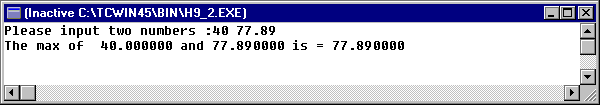 (Inactive C:\TCWIN45\BIN\H9_2.EXE)
Please input two numbers :40 77.89
The max of  40.000000 and 77.890000 is = 77.890000